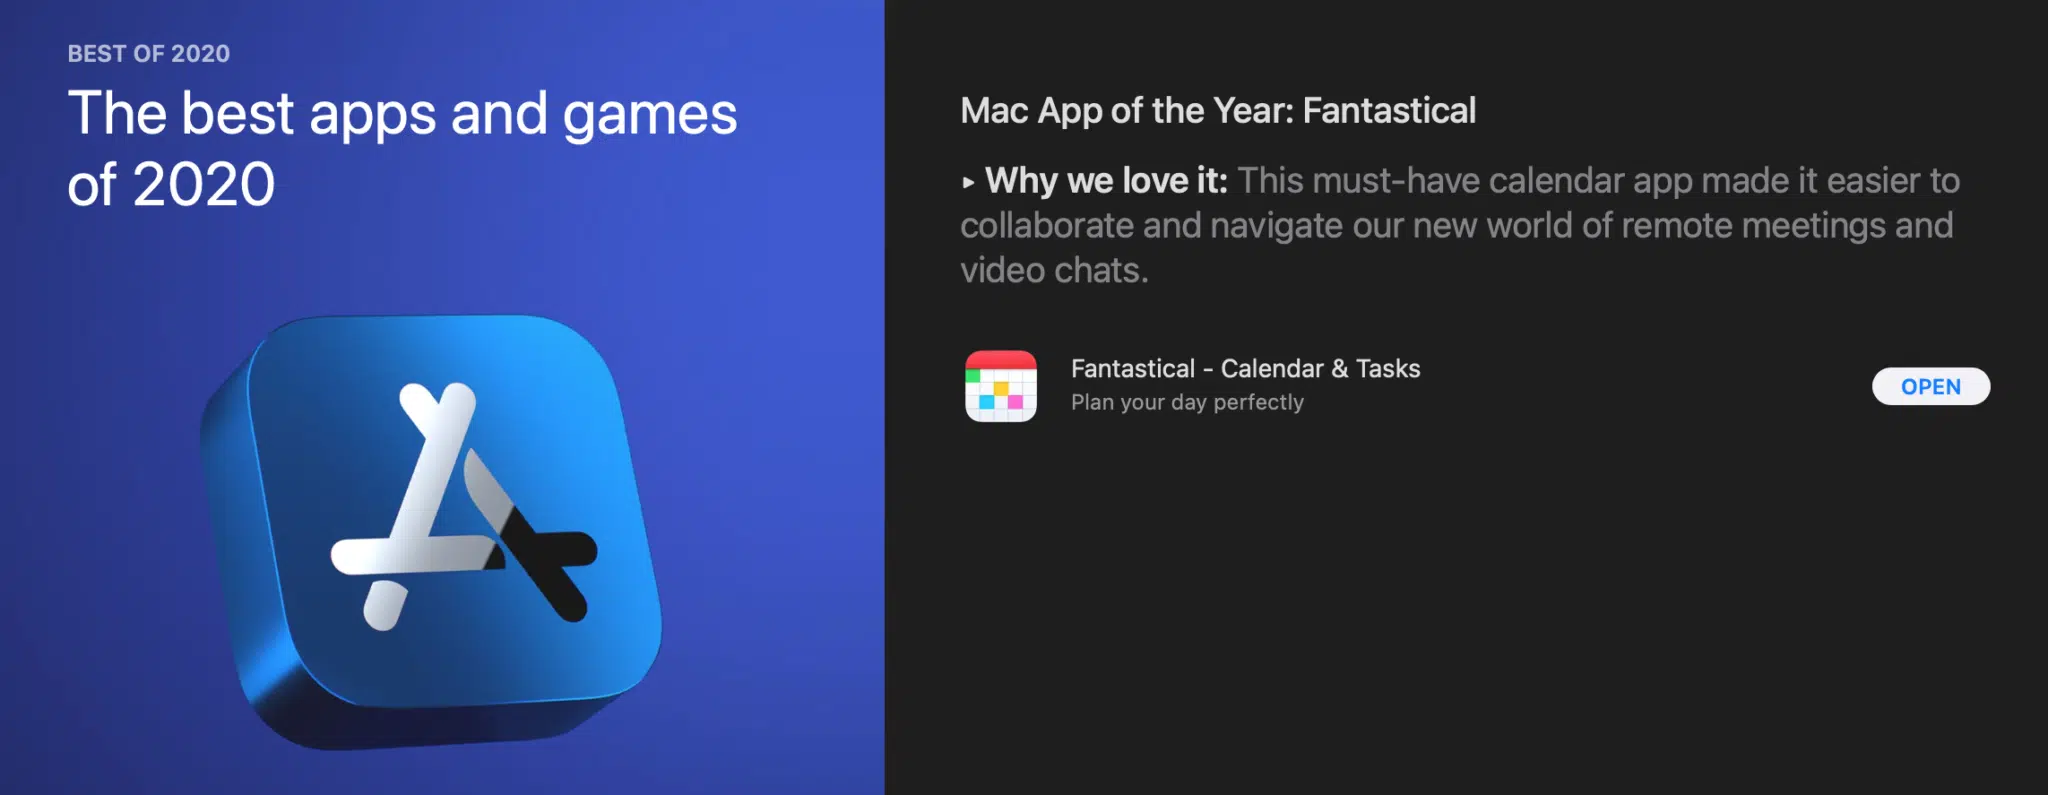 BEST OF 2020
The best apps and games
of 2020
Mac App of the Year: Fantastical
▸ Why we love it: This must-have calendar app made it easier to
collaborate and navigate our new world of remote meetings and
video chats.
Fantastical - Calendar & Tasks
Plan your day perfectly
OPEN